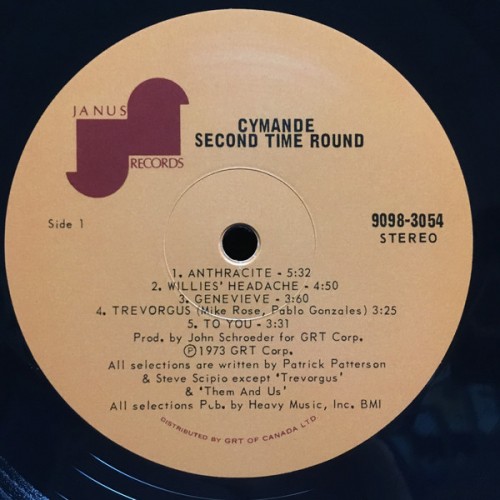 JANUS
RECORDS
CYMANDE
SECOND TIME ROUND
Side 1
9098-3054
STEREO
1. ANTHRACITE - 5:32
2. WILLIES' HEADACHE - 4:50
3. GENEVIEVE - 3:60
4. TREVORGUS (Mike Rose, Pablo Gonzales) 3:25
5. TO YOU - 3:31
Prod. by John Schroeder for GRT Corp.
Ⓟ1973 GRT Corp.
All selections are written by Patrick Patterson
& Steve Scipio except 'Trevorgus'
& 'Them And Us'
All selections Pub. by Heavy Music, Inc. BMI
DISTRIBUTED BY GRT OF CANADA LTD.